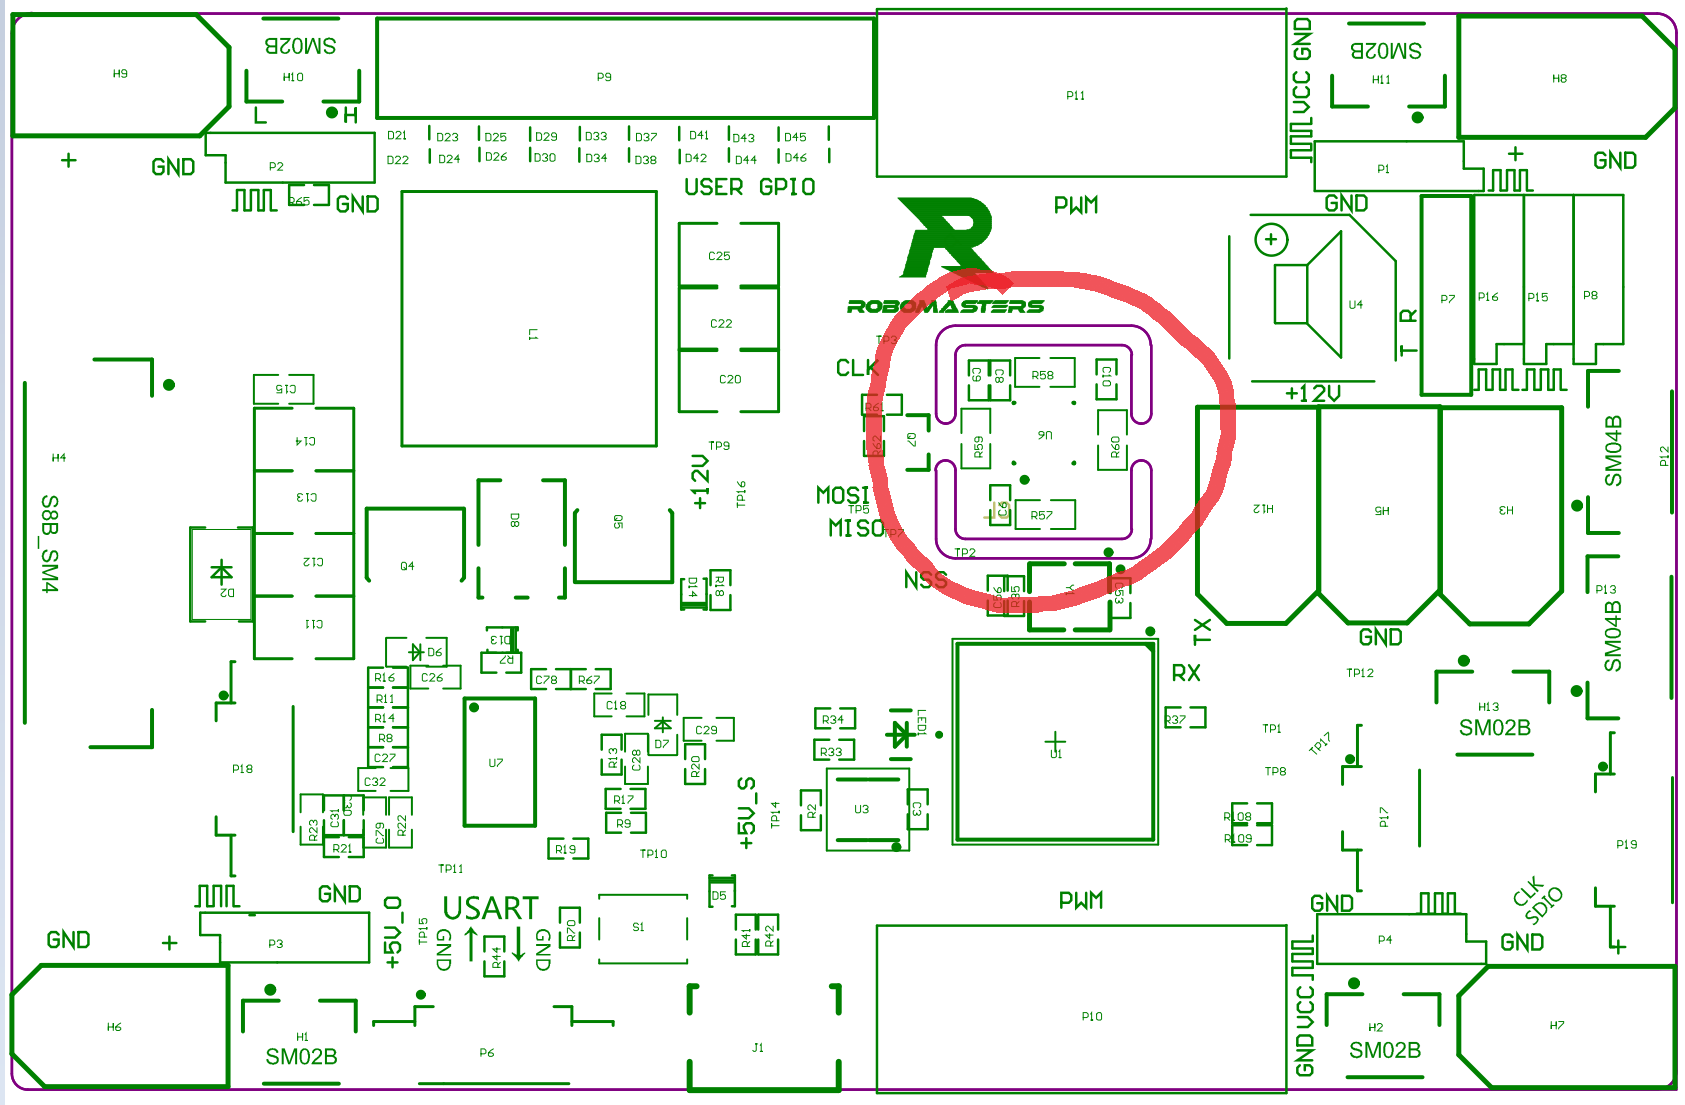 H9
SM02B
H10
L
H
P9
P11
VCC GND
SM02B
H11
H8
GND
P2
R65
GND
D21
D23
D25
D29
D33
D37
D41
D43
D45
D22
D24
D26
D30
D34
D38
D42
D44
D46
USER GPIO
PWM
P1
GND
GND
ROBOMASTERS
L1
C25
C22
C20
TP9
+12V
TP16
U4
T R
+12V
P7
P16
P15
P8
TP3
CLK
R61
R62
Q7
C9
C8
R58
C10
R59
U6
R60
C6
R57
MOSI
TP5
MISO
TP7
NSS
TP2
R85
Y1
C53
H12
H5
H3
SM04B
P12
P13
SM04B
H4
S8B_SM4
C15
C14
C13
C12
C11
D2
Q4
D8
Q5
D14
R18
D13
R7
D6
C26
R16
R11
R14
R8
C27
C32
C78
R67
C18
D7
C29
R13
C28
R20
R17
R9
R19
U7
P18
R23
C31
C30
R21
C79
R22
TP11
TP10
+5V_S
TP14
TX
GND
RX
R37
R34
R33
LED1
U1
U3
R2
C3
TP12
TP1
TP8
TP17
H13
SM02B
P17
R108
R109
P19
CLK
SDIO
GND
P3
GND
+5V_O
TP15
USART
GND
GND
R44
R70
S1
D5
R41
R42
PWM
GND
P4
GND
H6
H1
SM02B
P6
J1
P10
GND VCC
H2
SM02B
H7